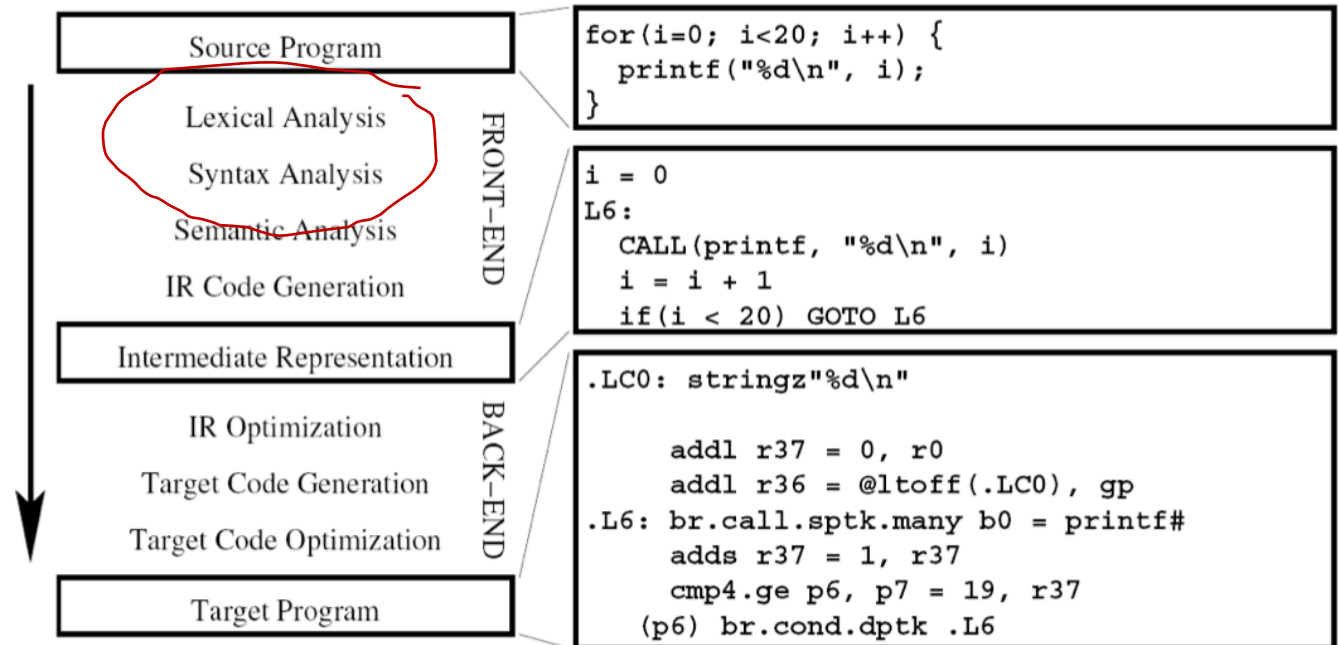 Source Program
Lexical Analysis
Syntax Analysis
Semantic Analysis
IR Code Generation
FRONT–END
Intermediate Representation
IR Optimization
Target Code Generation
Target Code Optimization
BACK–END
Target Program
for(i=0; i<20; i++) {
  printf("%d\n", i);
}
i = 0
L6:
  CALL(printf, "%d\n", i)
  i = i + 1
  if(i < 20) GOTO L6
.LC0: stringz"%d\n"
     addl r37 = 0, r0
     addl r36 = @ltoff(.LC0), gp
.L6: br.call.sptk.many b0 = printf#
     adds r37 = 1, r37
     cmp4.ge p6, p7 = 19, r37
   (p6) br.cond.dptk .L6